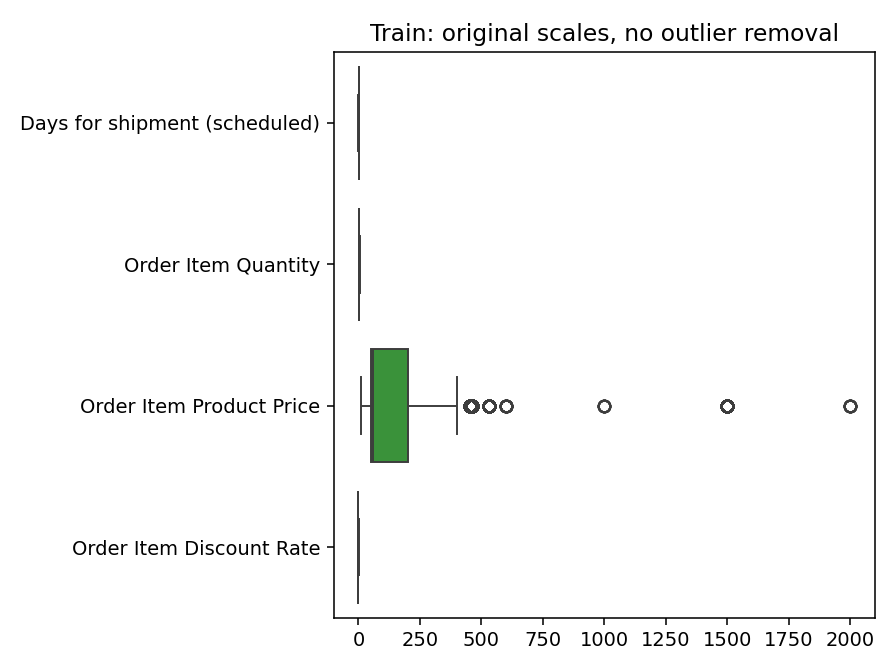 Train: original scales, no outlier removal
Days for shipment (scheduled)
Order Item Quantity
Order Item Product Price
Order Item Discount Rate
0 250 500 750 1000 1250 1500 1750 2000